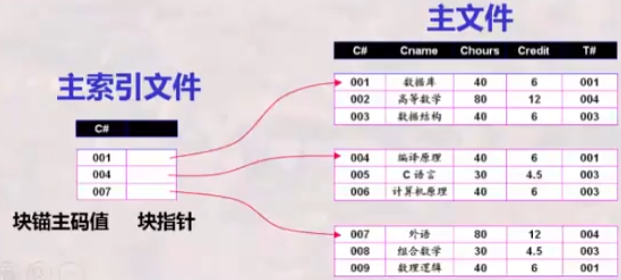 主文件
C# Cname Chours Credit T#
主索引文件
C#
001 数据库 40 6 001
002 高等数学 80 12 004
003 数据结构 40 6 003
001
004
007
004 编译原理 40 6 001
005 C 语言 30 4.5 003
006 计算机原理 40 6 003
块锚主码值 块指针
007 外语 80 12 004
008 组合数学 30 4.5 003
009 数理逻辑 40 6 001